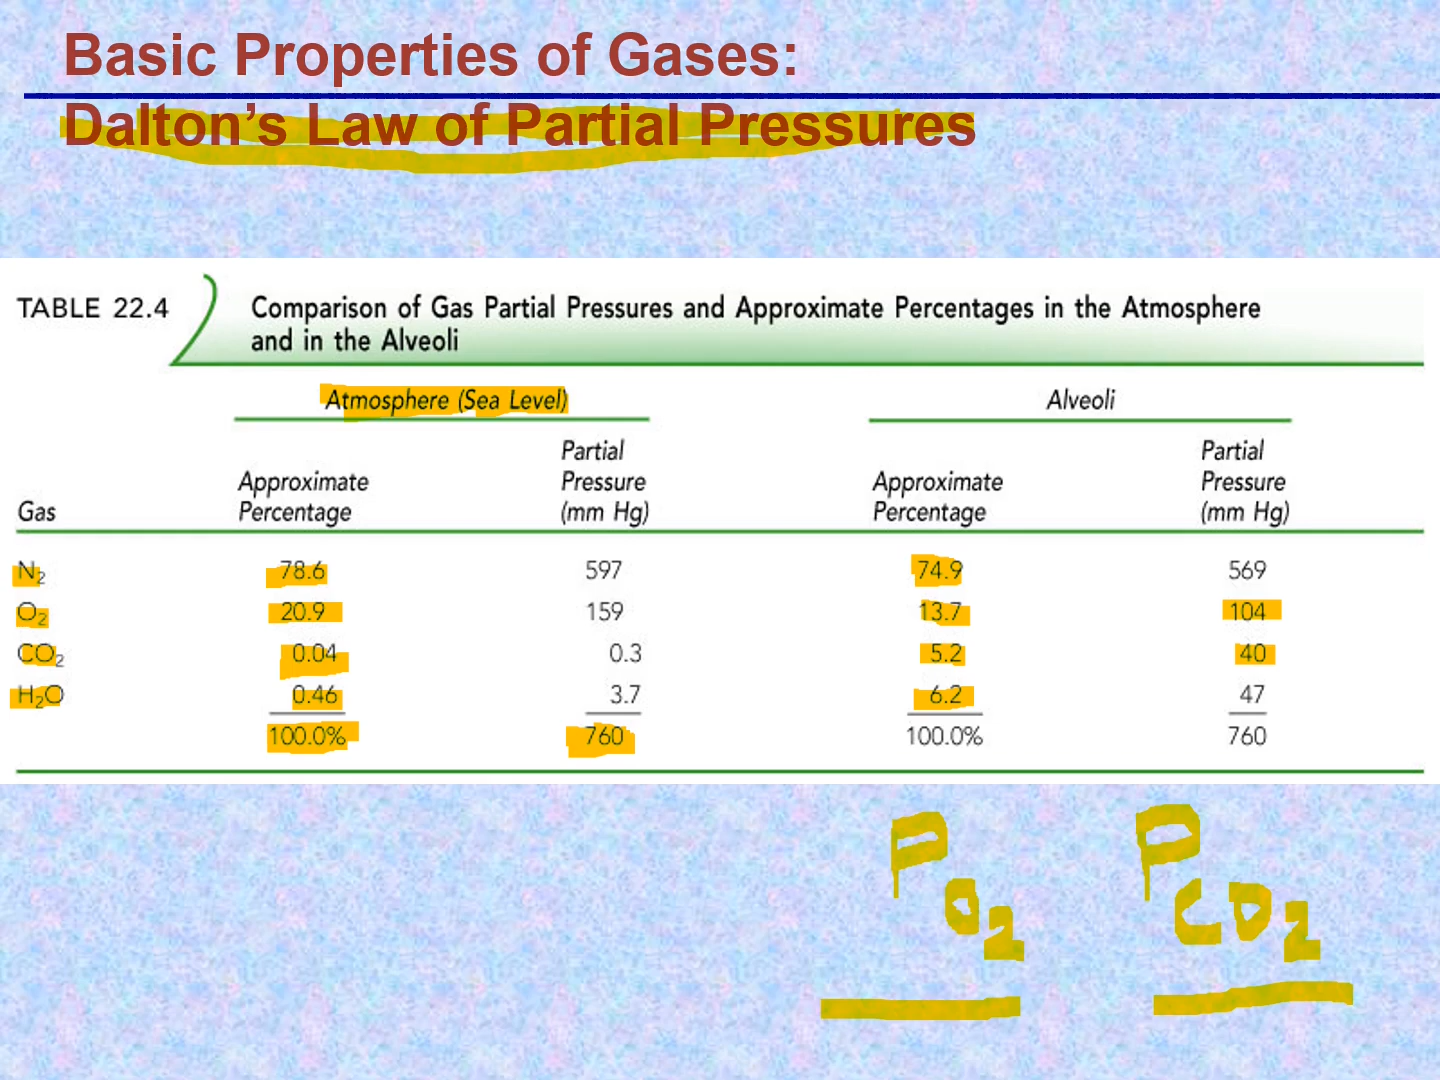 Basic Properties of Gases:
Dalton's Law of Partial Pressures
TABLE 22.4 Comparison of Gas Partial Pressures and Approximate Percentages in the Atmosphere
and in the Alveoli
Atmosphere (Sea Level) Alveoli
Gas Approximate Percentage Partial Pressure (mm Hg) Approximate Percentage Partial Pressure (mm Hg)
N₂ 78.6 597 74.9 569
O₂ 20.9 159 13.7 104
CO₂ 0.04 0.3 5.2 40
H₂O 0.46 3.7 6.2 47
100.0% 760 100.0% 760
P O₂ P CO₂